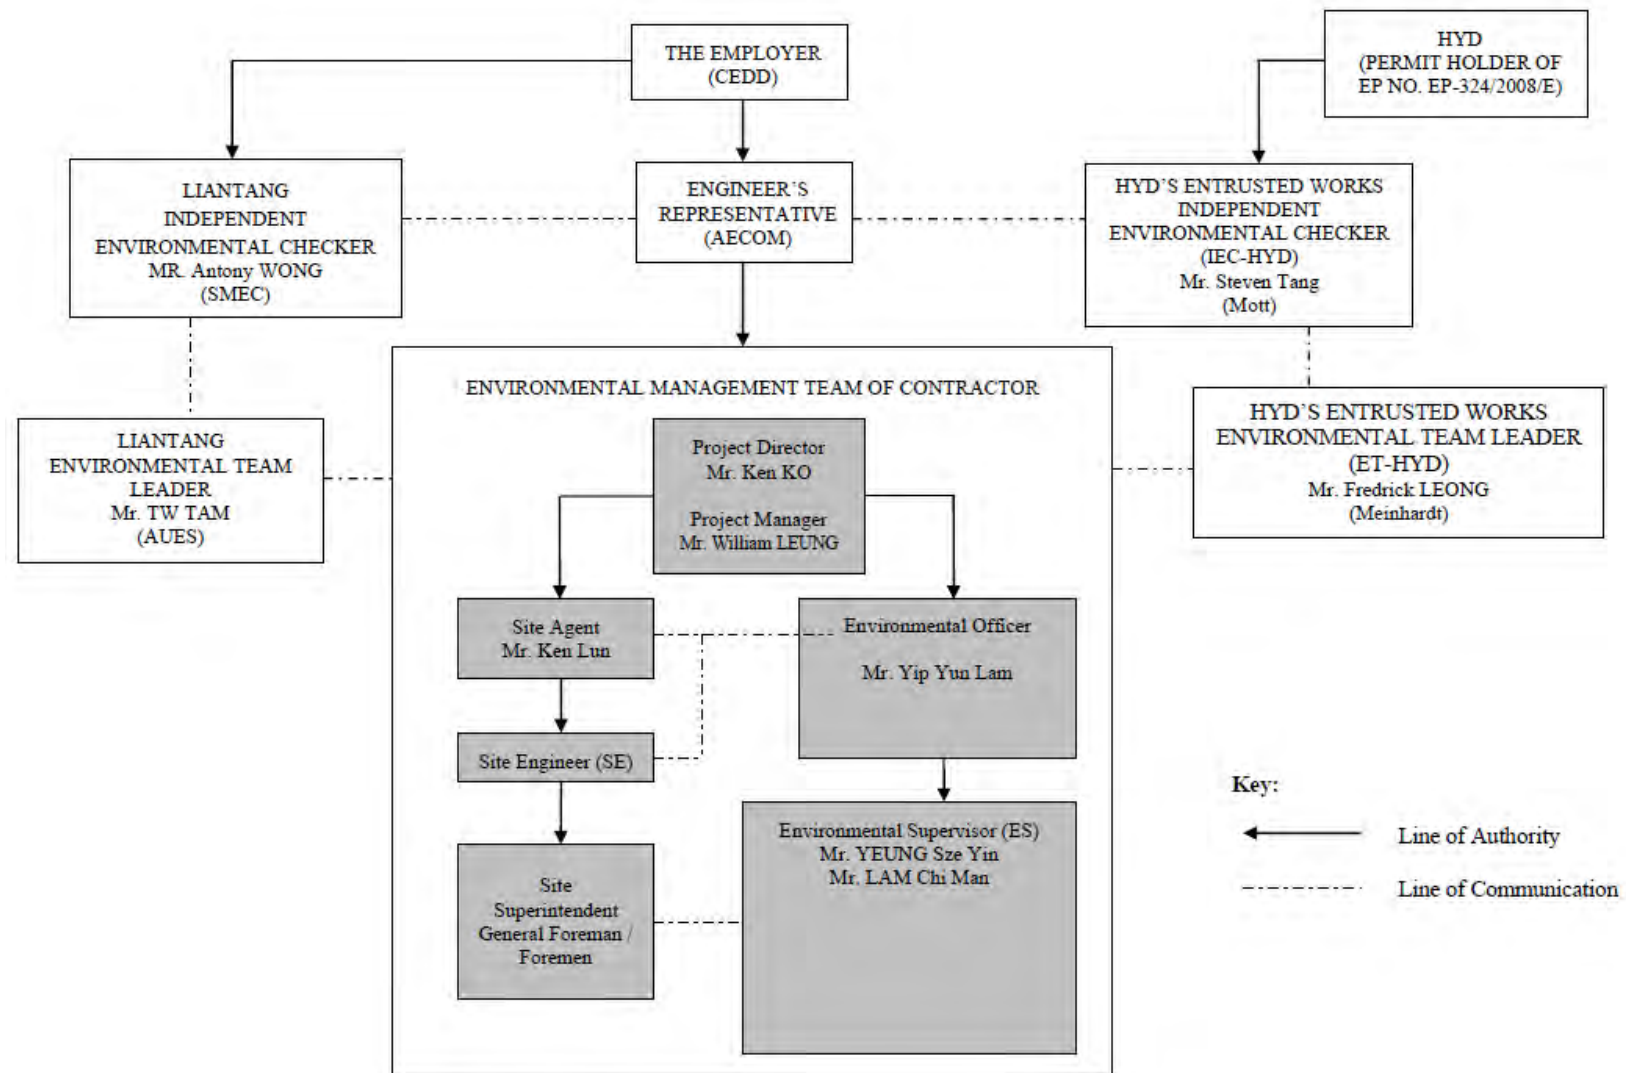 THE EMPLOYER
(CEDD)
HYD
(PERMIT HOLDER OF
EP NO. EP-324/2008/E)
LIANTANG
INDEPENDENT
ENVIRONMENTAL CHECKER
MR. Antony WONG
(SMEC)
ENGINEER'S
REPRESENTATIVE
(AECOM)
HYD'S ENTRUSTED WORKS
INDEPENDENT
ENVIRONMENTAL CHECKER
(IEC-HYD)
Mr. Steven Tang
(Mott)
LIANTANG
ENVIRONMENTAL TEAM
LEADER
Mr. TW TAM
(AUES)
ENVIRONMENTAL MANAGEMENT TEAM OF CONTRACTOR
HYD'S ENTRUSTED WORKS
ENVIRONMENTAL TEAM LEADER
(ET-HYD)
Mr. Fredrick LEONG
(Meinhardt)
Project Director
Mr. Ken KO
Project Manager
Mr. William LEUNG
Site Agent
Mr. Ken Lun
Environmental Officer
Mr. Yip Yun Lam
Site Engineer (SE)
Environmental Supervisor (ES)
Mr. YEUNG Sze Yin
Mr. LAM Chi Man
Site
Superintendent
General Foreman /
Foremen
Key:
Line of Authority
Line of Communication